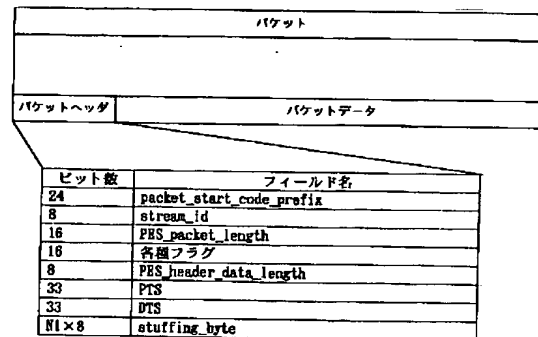 パケット
パケットヘッダ パケットデータ
ビット数 フィールド名
24 packet_start_code_prefix
8 stream_id
16 PES_packet_length
16 各種フラグ
8 PES_header_data_length
33 PTS
33 DTS
N1×8 stuffing_byte